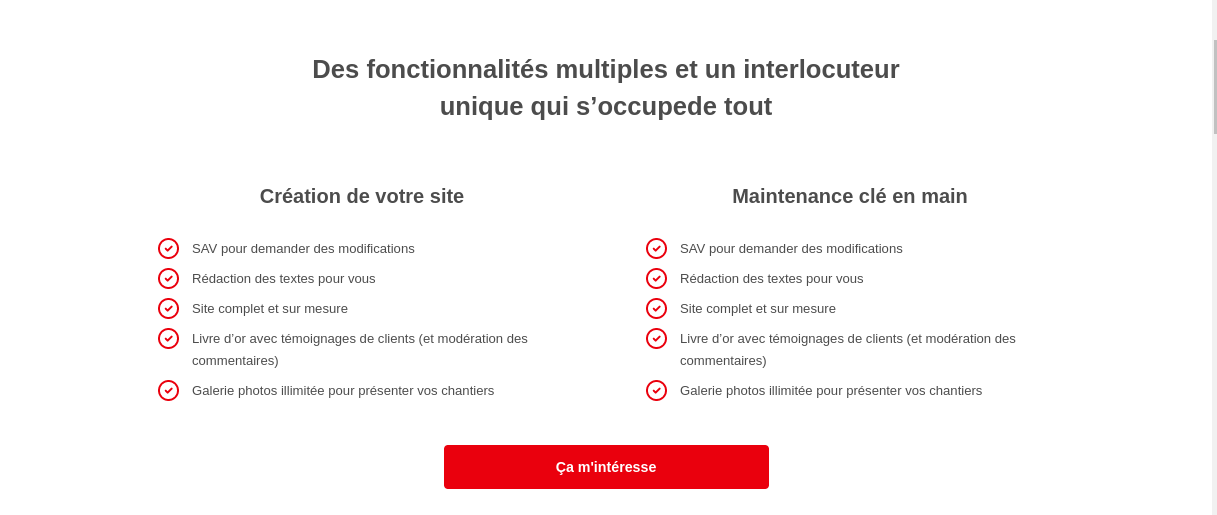 Des fonctionnalités multiples et un interlocuteur
unique qui s’occupede tout
Création de votre site
SAV pour demander des modifications
Rédaction des textes pour vous
Site complet et sur mesure
Livre d’or avec témoignages de clients (et modération des
commentaires)
Galerie photos illimitée pour présenter vos chantiers
Maintenance clé en main
SAV pour demander des modifications
Rédaction des textes pour vous
Site complet et sur mesure
Livre d’or avec témoignages de clients (et modération des
commentaires)
Galerie photos illimitée pour présenter vos chantiers
Ça m'intéresse